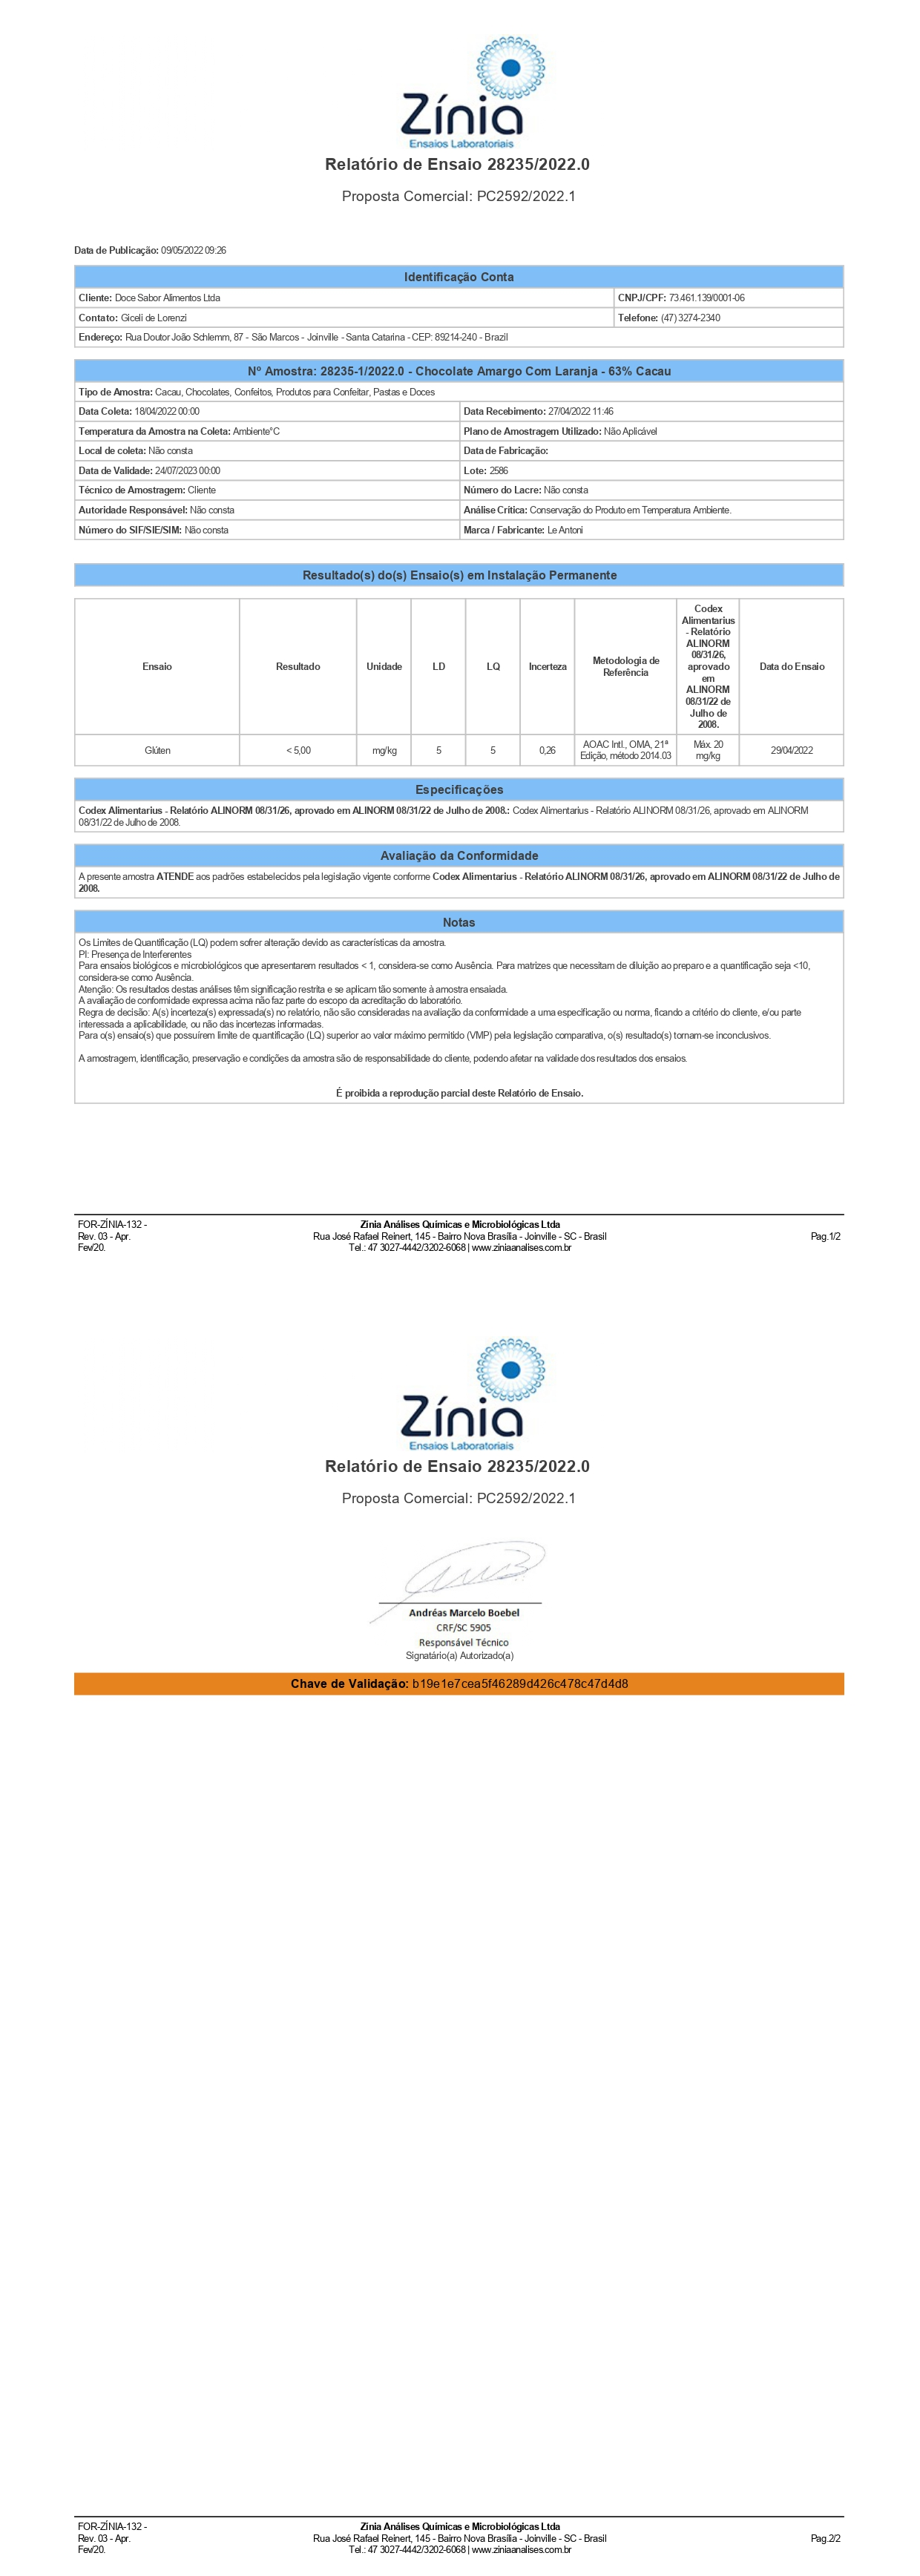 Zínia
Ensaios Laboratoriais
Relatório de Ensaio 28235/2022.0
Proposta Comercial: PC2592/2022.1
Data de Publicação: 09/05/2022 09:26
Identificação Conta
Cliente: Doce Sabor Alimentos Ltda
CNPJ/CPF: 73.461.139/0001-06
Contato: Giceli de Lorenzi
Telefone: (47) 3274-2340
Endereço: Rua Doutor João Schlemm, 87 - São Marcos - Joinville - Santa Catarina - CEP: 89214-240 - Brazil
Nº Amostra: 28235-1/2022.0 - Chocolate Amargo Com Laranja - 63% Cacau
Tipo de Amostra: Cacau, Chocolates, Confeitos, Produtos para Confeitar, Pastas e Doces
Data Coleta: 18/04/2022 00:00
Data Recebimento: 27/04/2022 11:46
Temperatura da Amostra na Coleta: Ambiente°C
Plano de Amostragem Utilizado: Não Aplicável
Local de coleta: Não consta
Data de Fabricação:
Data de Validade: 24/07/2023 00:00
Lote: 2586
Técnico de Amostragem: Cliente
Número do Lacre: Não consta
Autoridade Responsável: Não consta
Análise Crítica: Conservação do Produto em Temperatura Ambiente.
Número do SIF/SIE/SIM: Não consta
Marca / Fabricante: Le Antoni
Resultado(s) do(s) Ensaio(s) em Instalação Permanente
Ensaio
Resultado
Unidade
LD
LQ
Incerteza
Metodologia de
Referência
Codex
Alimentarius
- Relatório
ALINORM
08/31/26,
aprovado
em
ALINORM
08/31/22 de
Julho de
2008.
Data do Ensaio
Glúten
< 5,00
mg/kg
5
5
0,26
AOAC Intl., OMA, 21ª
Edição, método 2014.03
Máx. 20
mg/kg
29/04/2022
Especificações
Codex Alimentarius - Relatório ALINORM 08/31/26, aprovado em ALINORM 08/31/22 de Julho de 2008.: Codex Alimentarius - Relatório ALINORM 08/31/26, aprovado em ALINORM
08/31/22 de Julho de 2008.
Avaliação da Conformidade
A presente amostra ATENDE aos padrões estabelecidos pela legislação vigente conforme Codex Alimentarius - Relatório ALINORM 08/31/26, aprovado em ALINORM 08/31/22 de Julho de
2008.
Notas
Os Limites de Quantificação (LQ) podem sofrer alteração devido as características da amostra.
PI: Presença de Interferentes
Para ensaios biológicos e microbiológicos que apresentarem resultados < 1, considera-se como Ausência. Para matrizes que necessitam de diluição ao preparo e a quantificação seja <10,
considera-se como Ausência.
Atenção: Os resultados destas análises têm significação restrita e se aplicam tão somente à amostra ensaiada.
A avaliação de conformidade expressa acima não faz parte do escopo da acreditação do laboratório.
Regra de decisão: A(s) incerteza(s) expressada(s) no relatório, não são consideradas na avaliação da conformidade a uma especificação ou norma, ficando a critério do cliente, e/ou parte
interessada a aplicabilidade, ou não das incertezas informadas.
Para o(s) ensaio(s) que possuírem limite de quantificação (LQ) superior ao valor máximo permitido (VMP) pela legislação comparativa, o(s) resultado(s) tornam-se inconclusivos.
A amostragem, identificação, preservação e condições da amostra são de responsabilidade do cliente, podendo afetar na validade dos resultados dos ensaios.
É proibida a reprodução parcial deste Relatório de Ensaio.
FOR-ZÍNIA-132 -
Rev. 03 - Apr.
Fev/20.
Zínia Análises Químicas e Microbiológicas Ltda
Rua José Rafael Reinert, 145 - Bairro Nova Brasília - Joinville - SC - Brasil
Tel.: 47 3027-4442/3202-6068 | www.ziniaanalises.com.br
Pag.1/2
Zínia
Ensaios Laboratoriais
Relatório de Ensaio 28235/2022.0
Proposta Comercial: PC2592/2022.1
Andréas Marcelo Boebel
CRF/SC 5905
Responsável Técnico
Signatário(a) Autorizado(a)
Chave de Validação: b19e1e7cea5f46289d426c478c47d4d8
FOR-ZÍNIA-132 -
Rev. 03 - Apr.
Fev/20.
Zínia Análises Químicas e Microbiológicas Ltda
Rua José Rafael Reinert, 145 - Bairro Nova Brasília - Joinville - SC - Brasil
Tel.: 47 3027-4442/3202-6068 | www.ziniaanalises.com.br
Pag.2/2